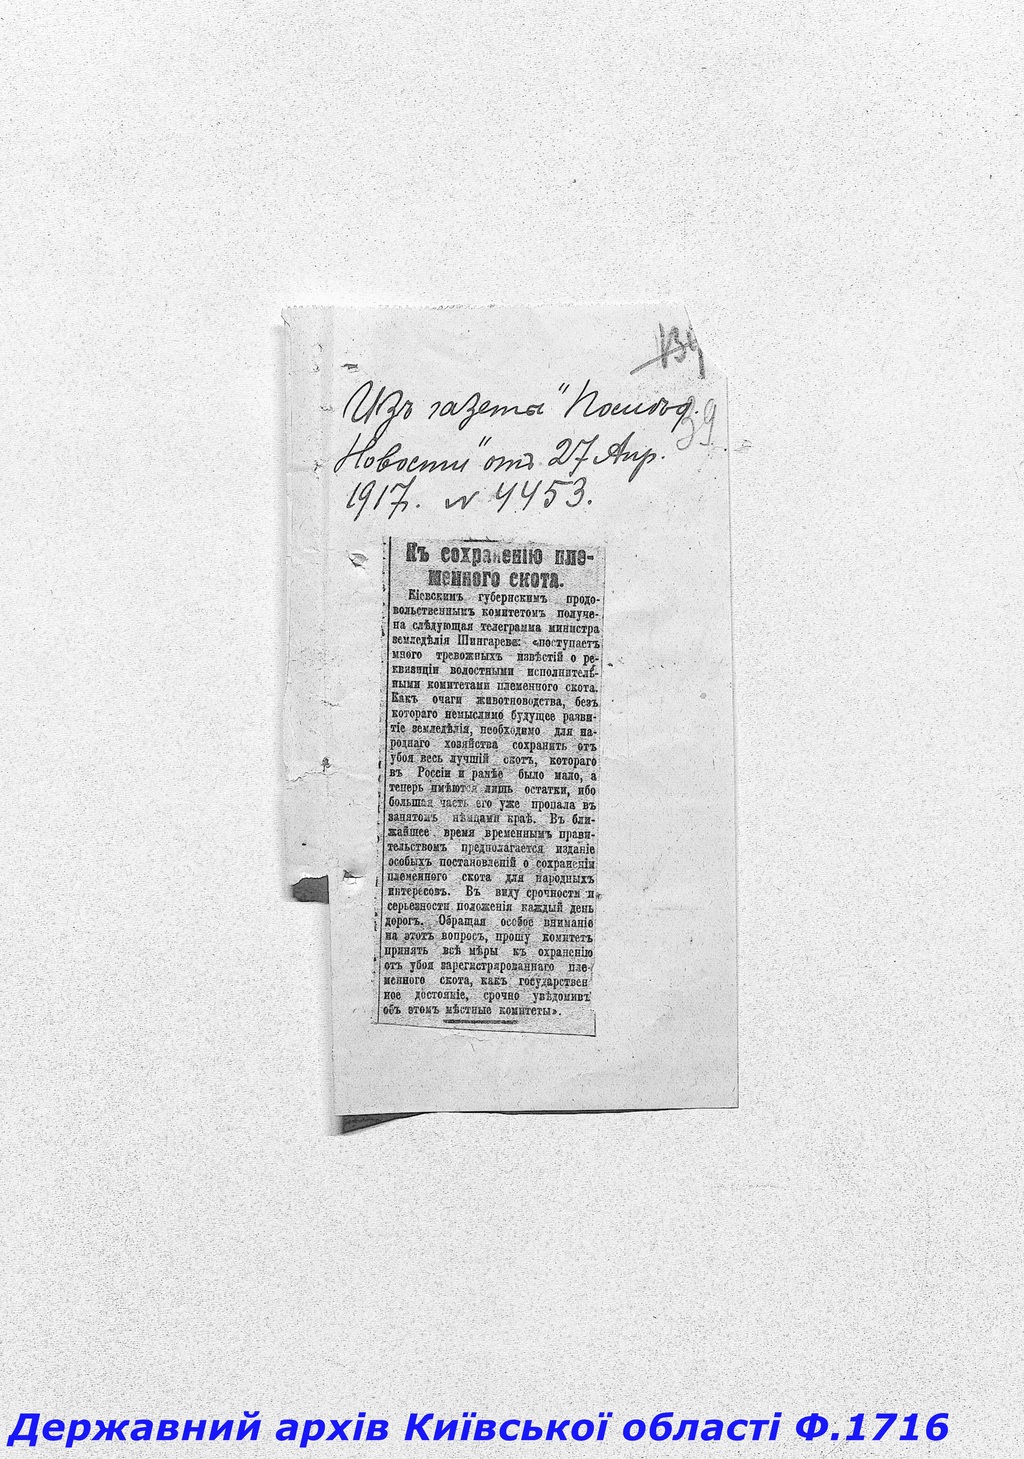 134
39
Изъ газеты "Послѣд.
Новости" отъ 27 Апр.
1917. № 4453.
Къ сохраненію пле-
меннного скота.
Кіевскимъ губернскимъ продо-
вольственнымъ комитетомъ получе-
на слѣдующая телеграмма министра
земледѣлія Шингарева: «поступаетъ
много тревожныхъ извѣстій о ре-
квизиціи волостными исполнитель-
ными комитетами племенного скота.
Какъ очаги животноводства, безъ
котораго немыслимо будущее разви-
тіе земледѣлія, необходимо для на-
роднаго хозяйства сохранить отъ
убоя весь лучшій скотъ, котораго
въ Россіи и ранѣе было мало, а
теперь имѣются лишь остатки, ибо
большая часть его уже пропала въ
занятомъ нѣмцами краѣ. Въ бли-
жайшее время временнымъ прави-
тельствомъ предполагается изданіе
особыхъ постановленій о сохраненіи
племенного скота для народныхъ
интересовъ. Въ виду срочности и
серьезности положенія каждый день
дорогъ. Обращая особое вниманіе
на этотъ вопросъ, прошу комитетъ
принять всѣ мѣры къ охраненію
отъ убоя зарегистрированнаго пле-
менного скота, какъ государствен
ное достояніе, срочно увѣдомивъ
объ этомъ мѣстные комитеты».
Державний архів Київської області Ф.1716